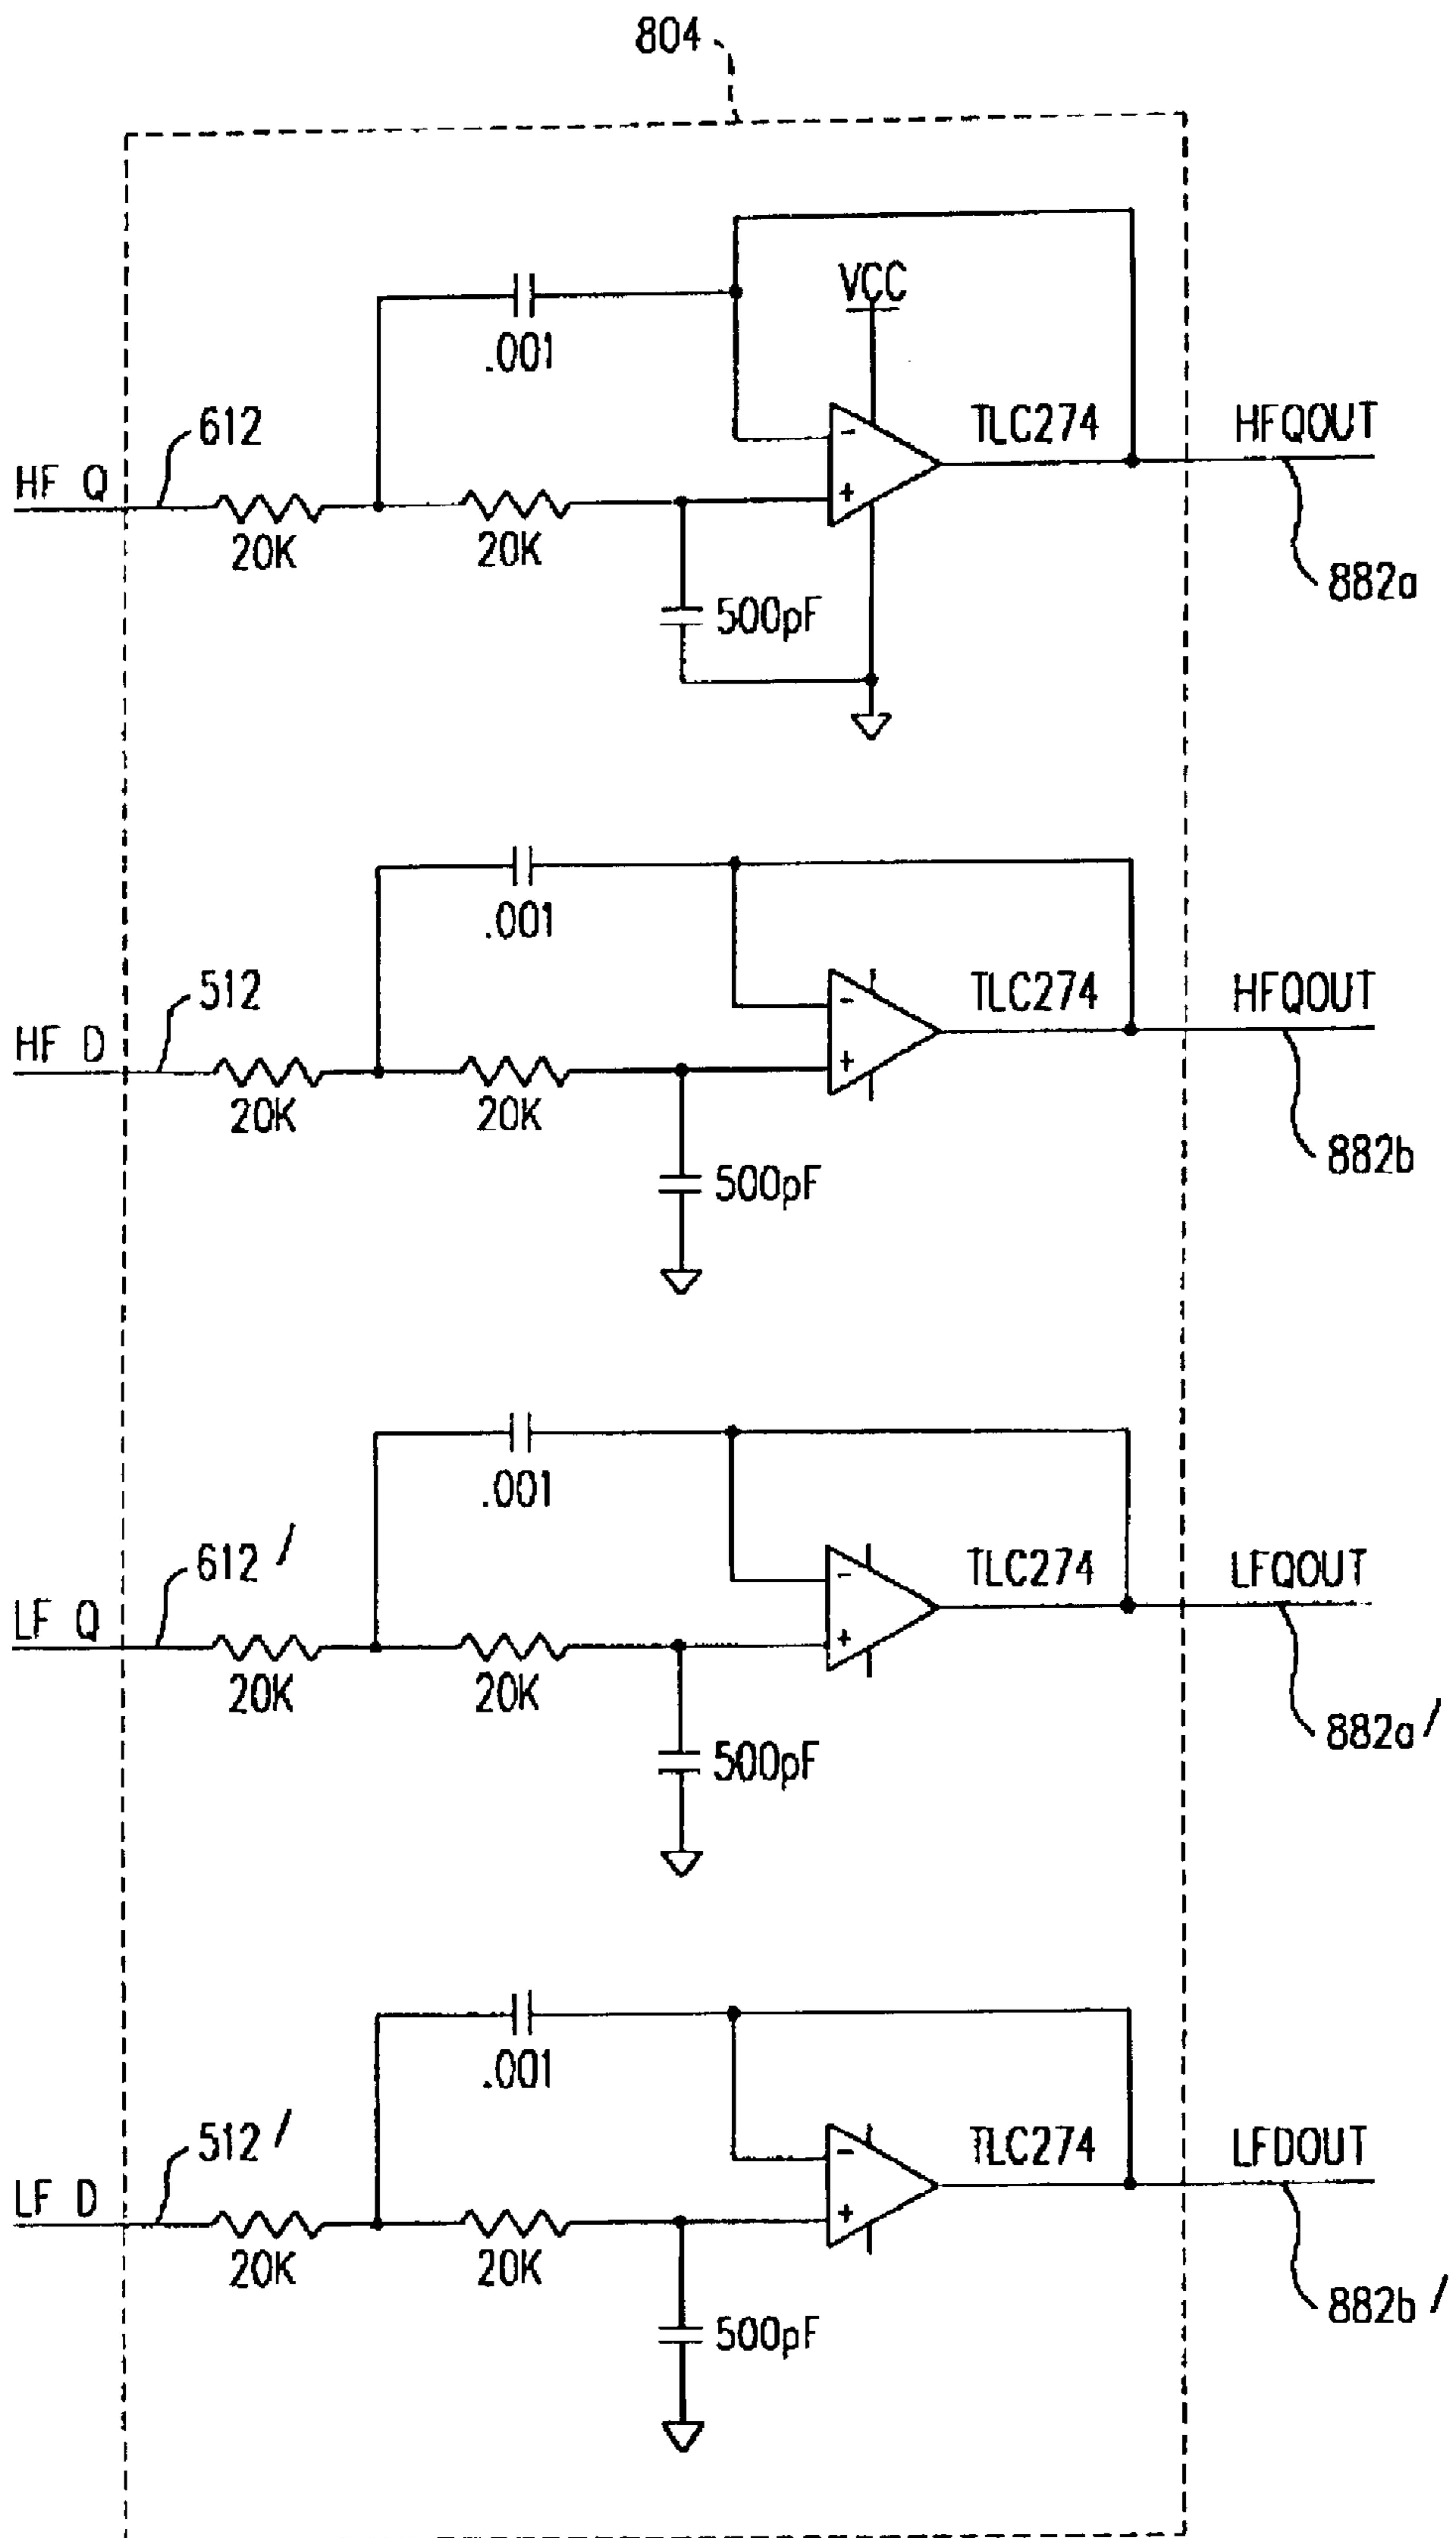 804
VCC
.001
612
TLC274
HFQOUT
HF Q
20K
20K
882a
500pF
.001
512
TLC274
HFQOUT
HF D
20K
20K
882b
500pF
.001
612 /
TLC274
LFQOUT
LF Q
20K
20K
882a /
500pF
.001
512 /
TLC274
LFDOUT
LF D
20K
20K
882b /
500pF